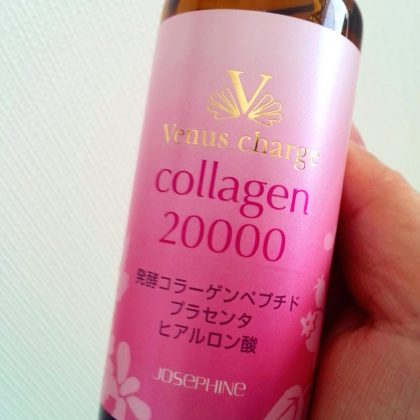 V
Venus charge
collagen
20000
発酵コラーゲンペプチド
プラセンタ
ヒアルロン酸
JOSEPHINE